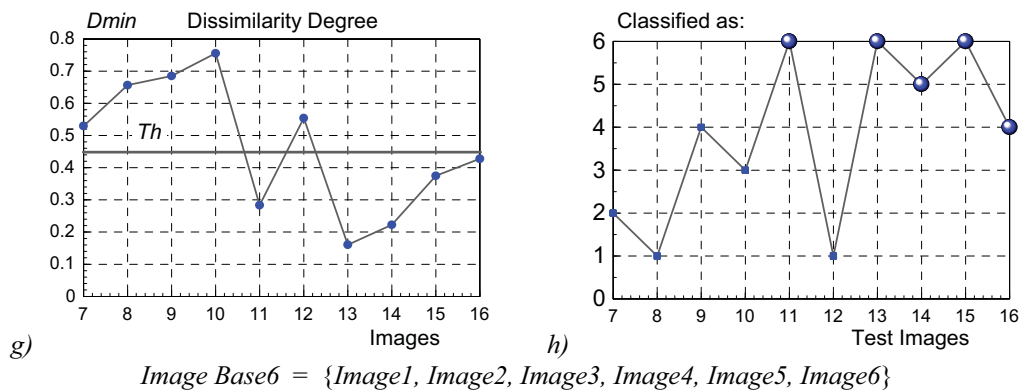 Dmin Dissimilarity Degree
0.8
0.7
0.6
0.5
Th
0.4
0.3
0.2
0.1
0
7 8 9 10 11 12 13 14 15 16
Images
g)
Classified as:
6
5
4
3
2
1
0
7 8 9 10 11 12 13 14 15 16
Test Images
h)
Image Base6 = {Image1, Image2, Image3, Image4, Image5, Image6}